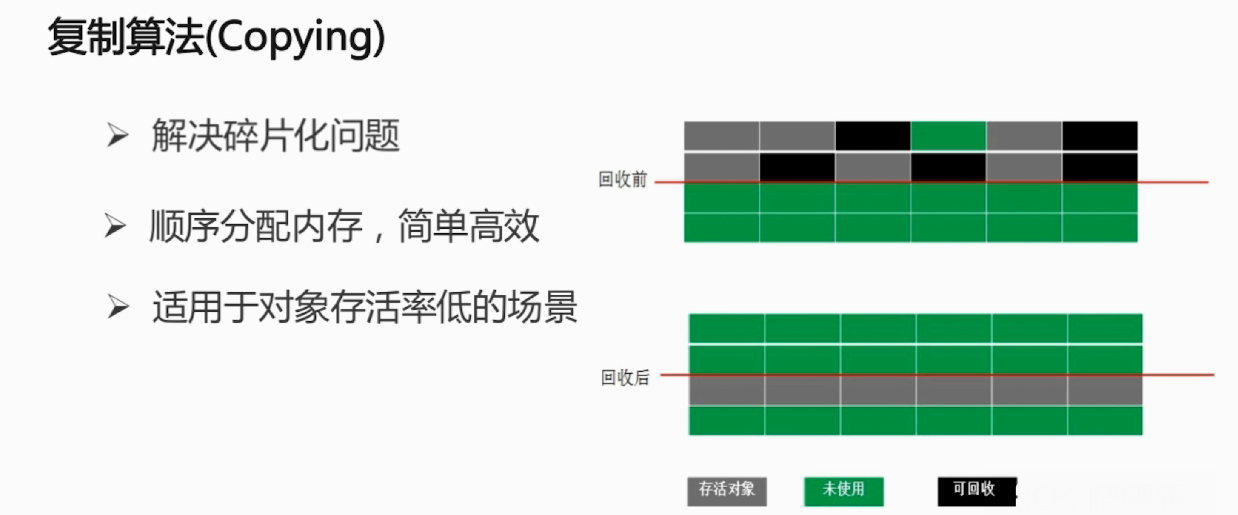 复制算法(Copying)
解决碎片化问题
顺序分配内存，简单高效
适用于对象存活率低的场景
回收前
回收后
存活对象 未使用 可回收